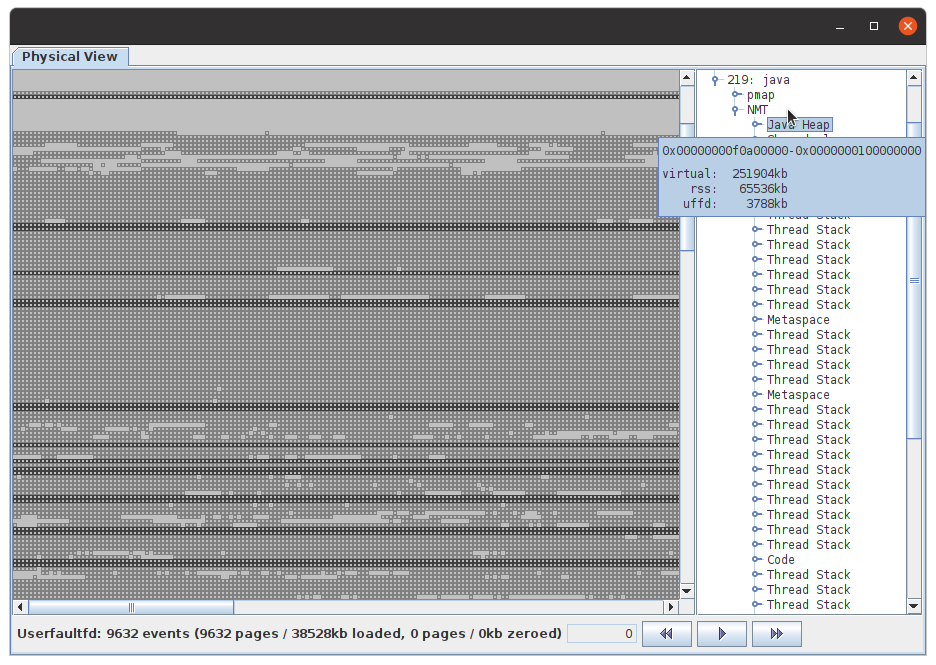 Physical View
219: java
pmap
NMT
Java Heap
0x00000000f0a00000-0x0000000100000000
virtual: 251904kb
rss: 65536kb
uffd: 3788kb
Thread Stack
Thread Stack
Thread Stack
Thread Stack
Thread Stack
Thread Stack
Thread Stack
Metaspace
Thread Stack
Thread Stack
Thread Stack
Thread Stack
Metaspace
Thread Stack
Thread Stack
Thread Stack
Thread Stack
Thread Stack
Thread Stack
Thread Stack
Thread Stack
Thread Stack
Thread Stack
Code
Thread Stack
Thread Stack
Thread Stack
Userfaultfd: 9632 events (9632 pages / 38528kb loaded, 0 pages / 0kb zeroed)
0